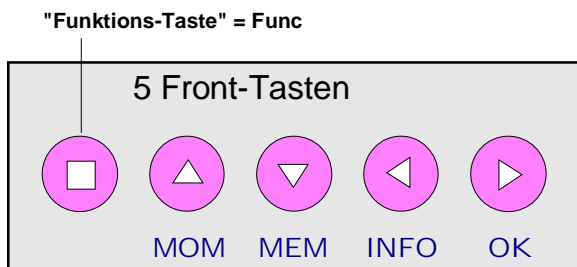 "Funktions-Taste" = Func
5 Front-Tasten
MOM MEM INFO OK